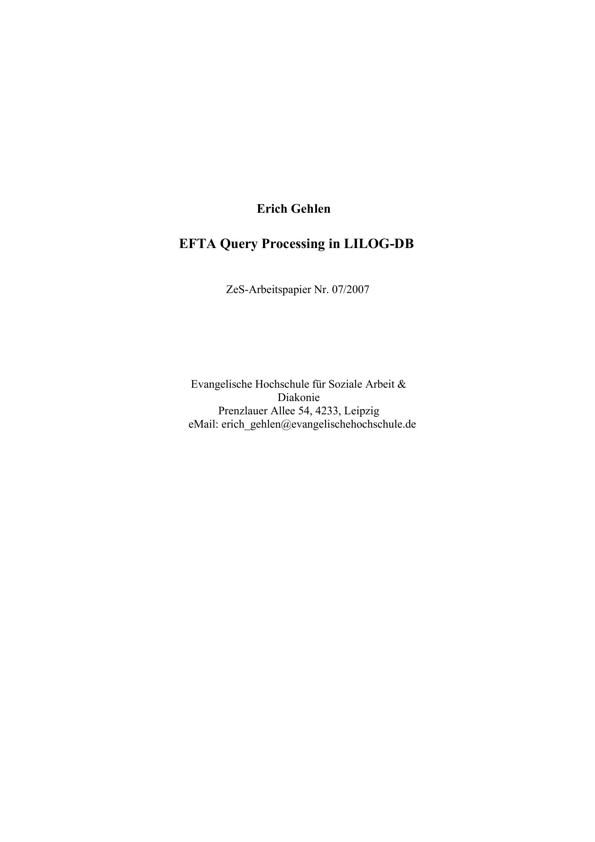 Erich Gehlen
EFTA Query Processing in LILOG-DB
ZeS-Arbeitspapier Nr. 07/2007
Evangelische Hochschule für Soziale Arbeit &
Diakonie
Prenzlauer Allee 54, 4233, Leipzig
eMail: erich_gehlen@evangelischehochschule.de